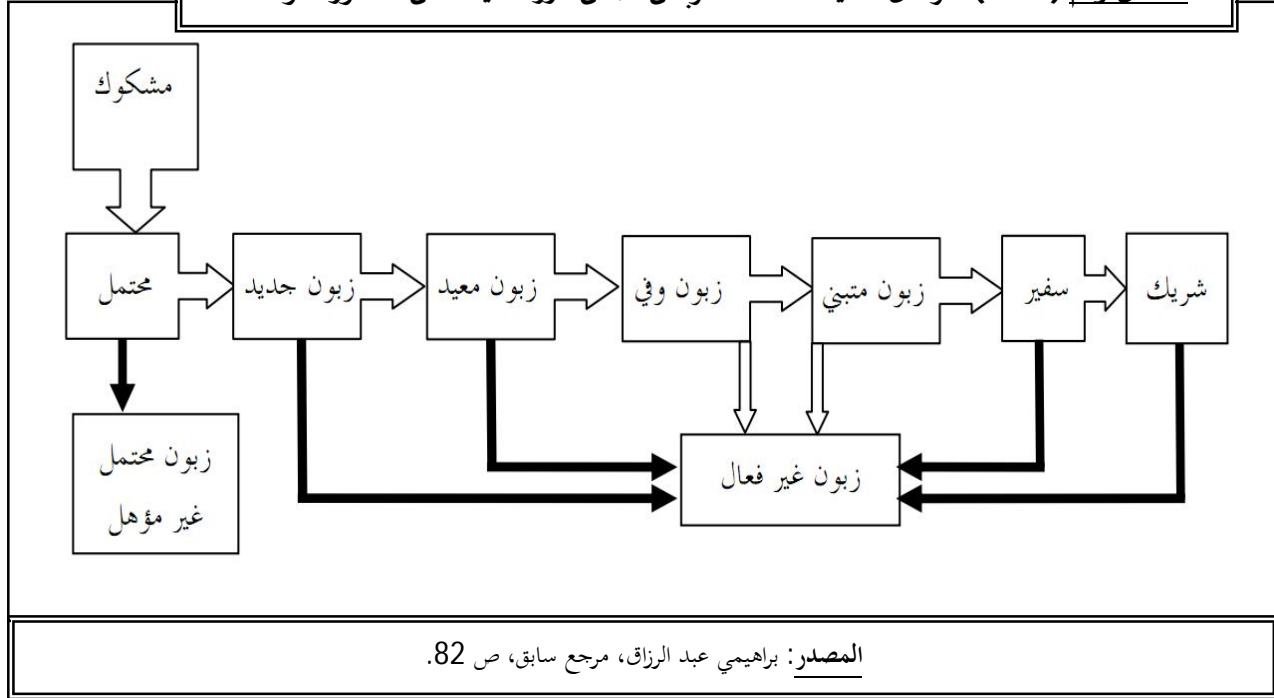 مشكوك
محتمل
زبون جديد
زبون معيد
زبون وفي
زبون متبني
سفير
شريك
زبون محتمل
غير مؤهل
زبون غير فعال
المصدر: براهيمي عبد الرزاق، مرجع سابق، ص 82.